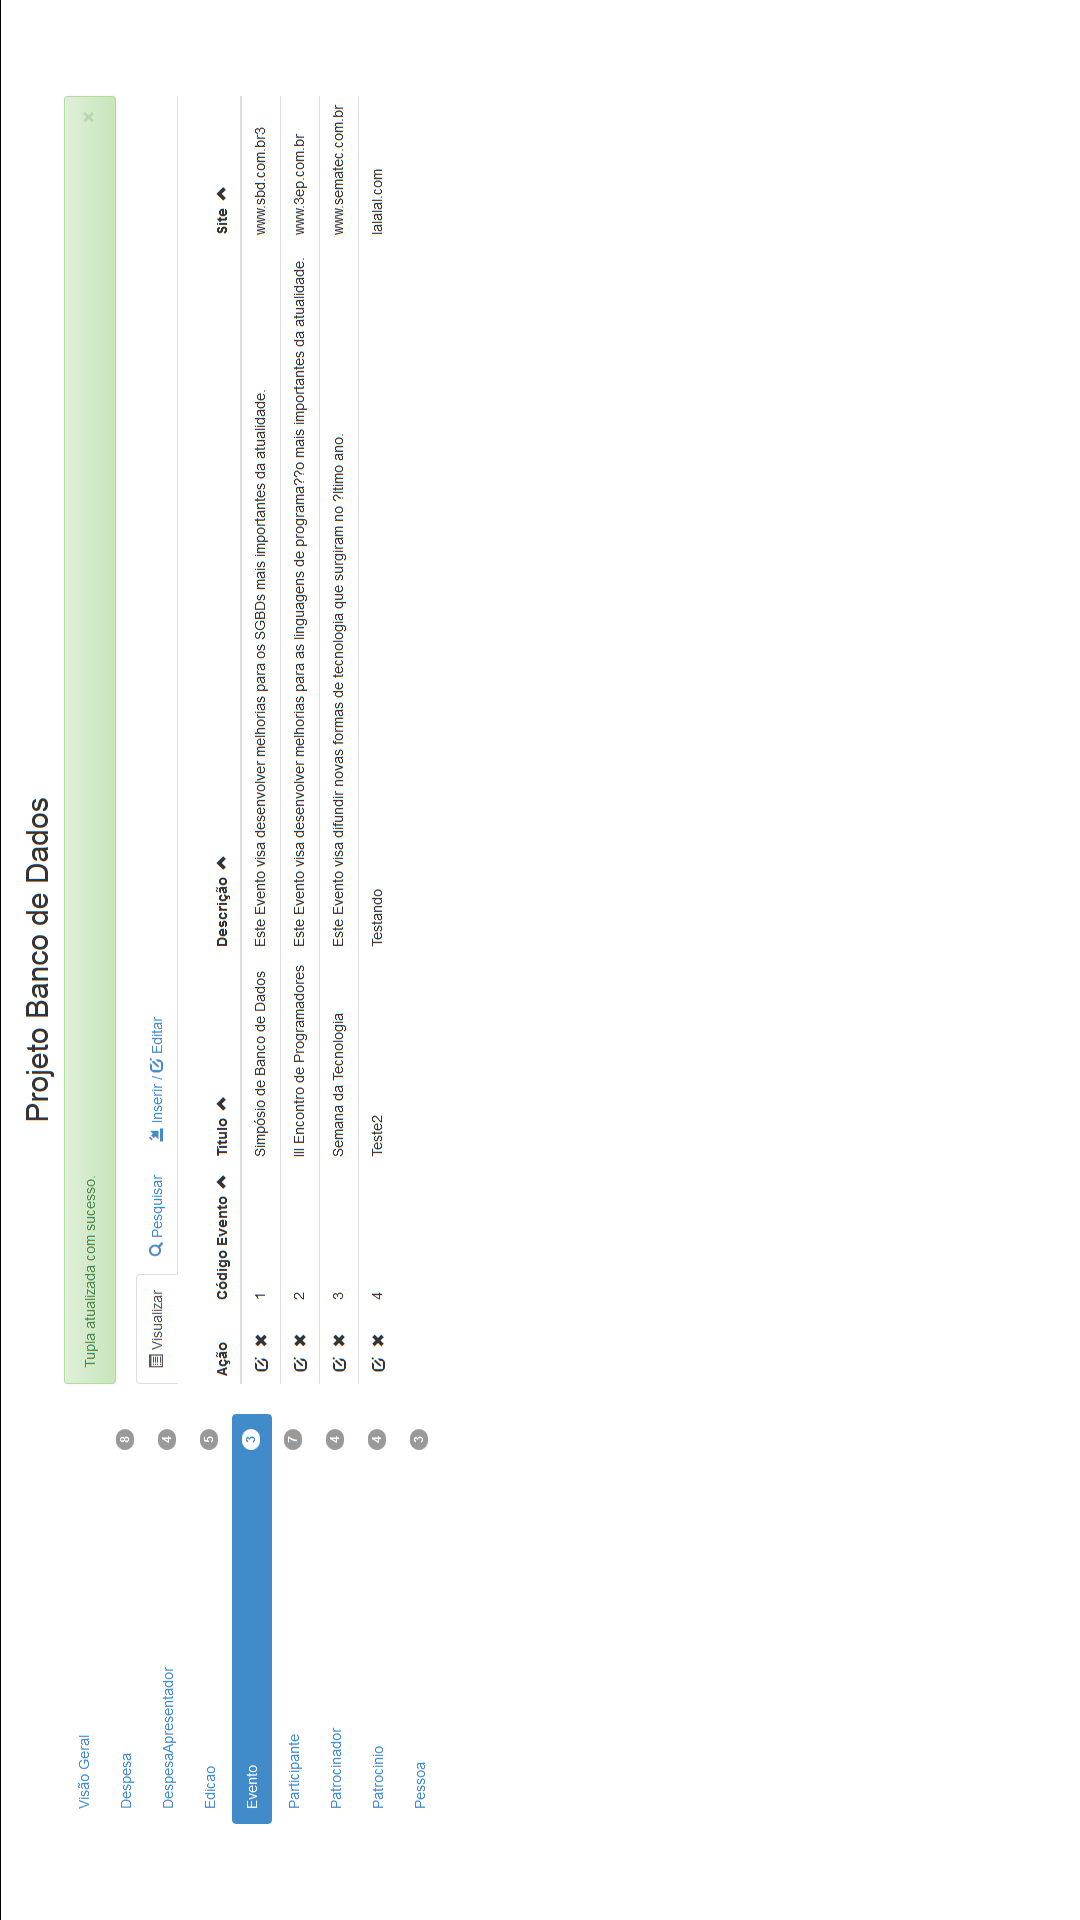 Projeto Banco de Dados
Visão Geral
Despesa 8
DespesaApresentador 4
Edicao 5
Evento 3
Participante 7
Patrocinador 4
Patrocinio 4
Pessoa 3
Tupla atualizada com sucesso. ×
Visualizar Pesquisar Inserir / Editar
Ação Código Evento Titulo Descrição Site
1 Simpósio de Banco de Dados Este Evento visa desenvolver melhorias para os SGBDs mais importantes da atualidade. www.sbd.com.br3
2 III Encontro de Programadores Este Evento visa desenvolver melhorias para as linguagens de programa??o mais importantes da atualidade. www.3ep.com.br
3 Semana da Tecnologia Este Evento visa difundir novas formas de tecnologia que surgiram no ?ltimo ano. www.sematec.com.br
4 Teste2 Testando lalalal.com